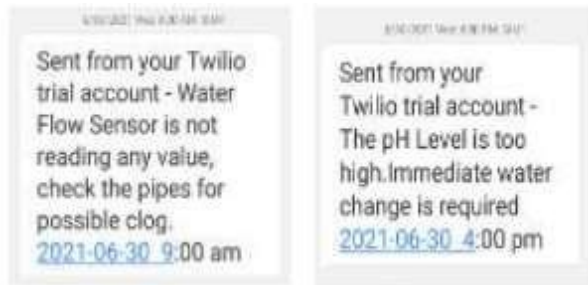 Sent from your Twilio
trial account - Water
Flow Sensor is not
reading any value,
check the pipes for
possible clog.
2021-06-30 9:00 am
Sent from your
Twilio trial account -
The pH Level is too
high.Immediate water
change is required
2021-06-30 4:00 pm